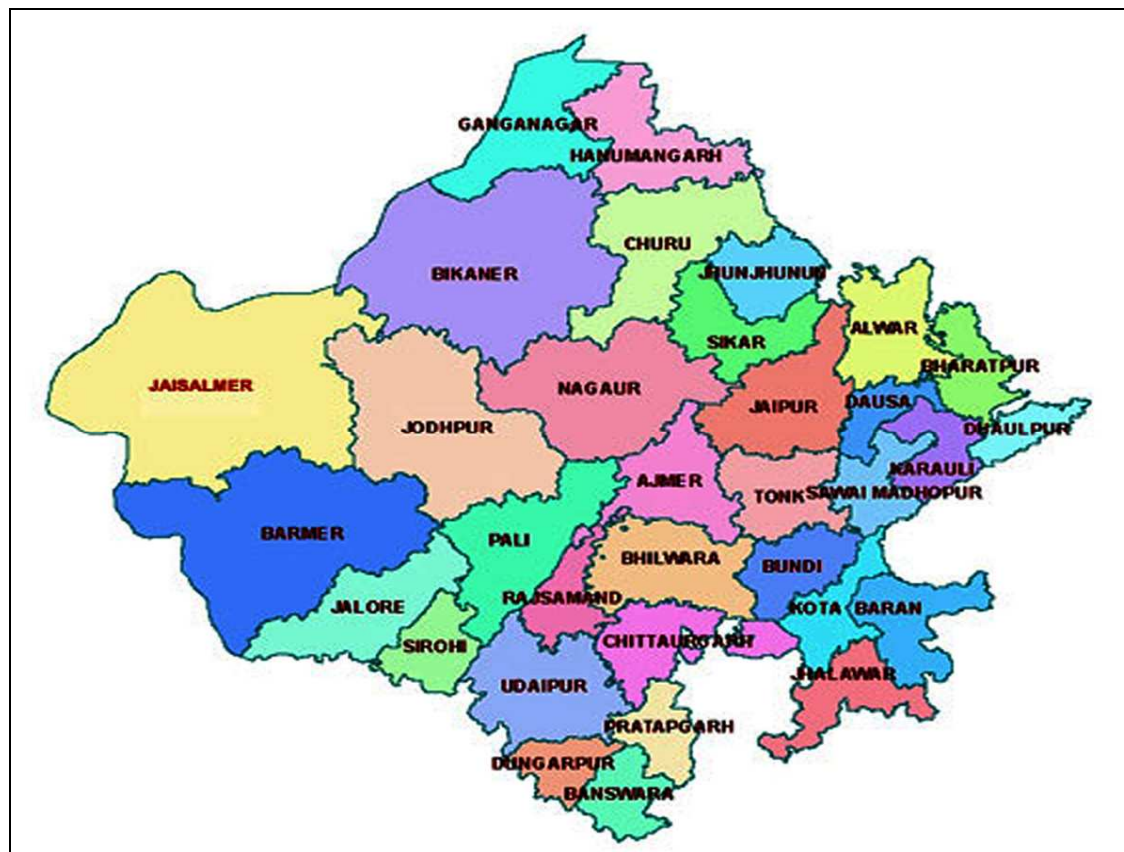 GANGANAGAR
HANUMANGARH
CHURU
BIKANER
JHUNJHUNUN
ALWAR
SIKAR
BHARATPUR
JAISALMER
NAGAUR
JAIPUR
DAUSA
JODHPUR
DHAULPUR
KARAULI
AJMER
TONK
SAWAI MADHOPUR
BARMER
PALI
BHILWARA
BUNDI
RAJSAMAND
JALORE
KOTA
BARAN
SIROHI
CHITTAURGARH
JHALAWAR
UDAIPUR
PRATAPGARH
DUNGARPUR
BANSWARA